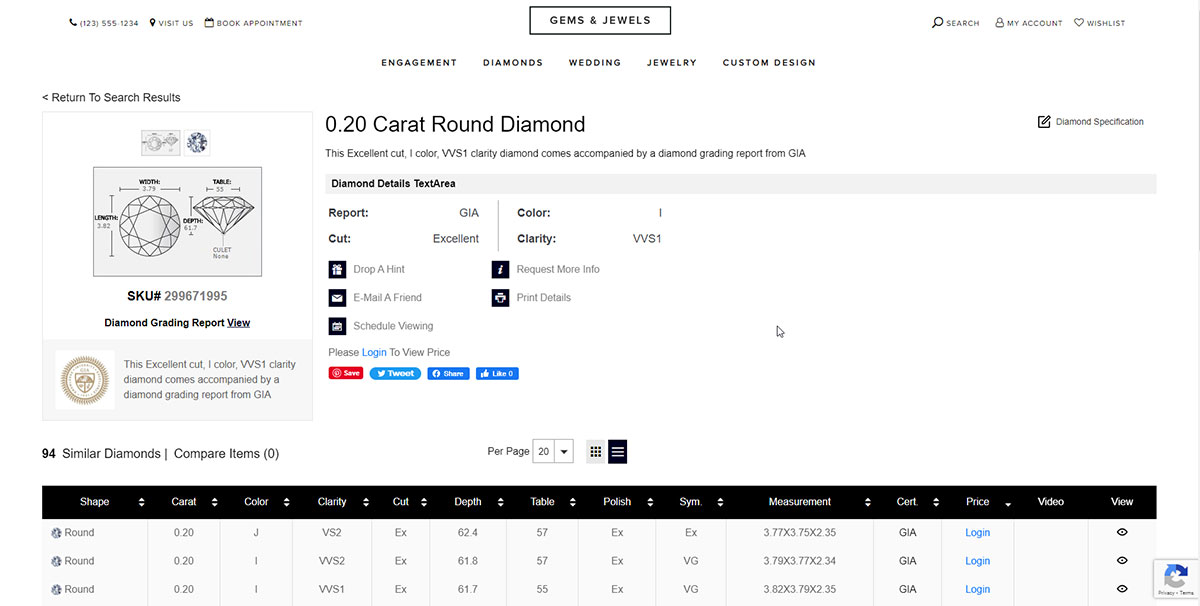 (123) 555 1234 VISIT US BOOK APPOINTMENT GEMS & JEWELS SEARCH MY ACCOUNT WISHLIST
ENGAGEMENT DIAMONDS WEDDING JEWELRY CUSTOM DESIGN
< Return To Search Results
WIDTH:
3.79
TABLE:
55
LENGTH:
3.82
DEPTH:
61.7
CULET
None
SKU# 299671995
Diamond Grading Report View
This Excellent cut, I color, VVS1 clarity
diamond comes accompanied by a
diamond grading report from GIA
0.20 Carat Round Diamond
Diamond Specification
This Excellent cut, I color, VVS1 clarity diamond comes accompanied by a diamond grading report from GIA
Diamond Details TextArea
Report: GIA Color: I
Cut: Excellent Clarity: VVS1
Drop A Hint Request More Info
E-Mail A Friend Print Details
Schedule Viewing
Please Login To View Price
Save Tweet Share Like 0
94 Similar Diamonds | Compare Items (0) Per Page 20
Shape Carat Color Clarity Cut Depth Table Polish Sym. Measurement Cert. Price Video View
Round 0.20 J VS2 Ex 62.4 57 Ex Ex 3.77X3.75X2.35 GIA Login
Round 0.20 I VVS2 Ex 61.8 57 Ex VG 3.79X3.77X2.34 GIA Login
Round 0.20 I VVS1 Ex 61.7 55 Ex VG 3.82X3.79X2.35 GIA Login
Privacy - Terms